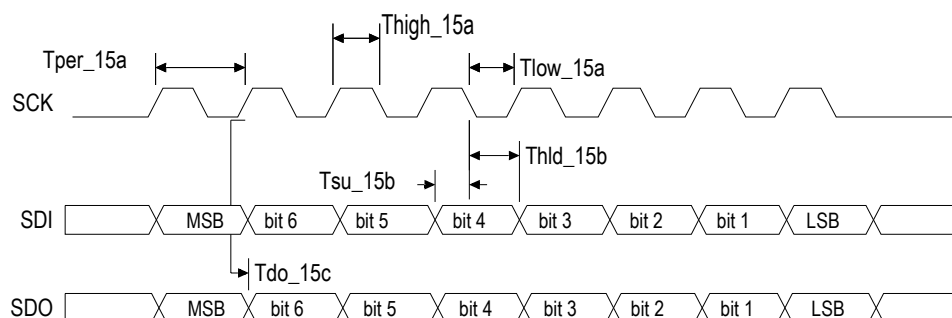 Thigh_15a
Tper_15a
Tlow_15a
SCK
Thld_15b
Tsu_15b
SDI MSB bit 6 bit 5 bit 4 bit 3 bit 2 bit 1 LSB
Tdo_15c
SDO MSB bit 6 bit 5 bit 4 bit 3 bit 2 bit 1 LSB